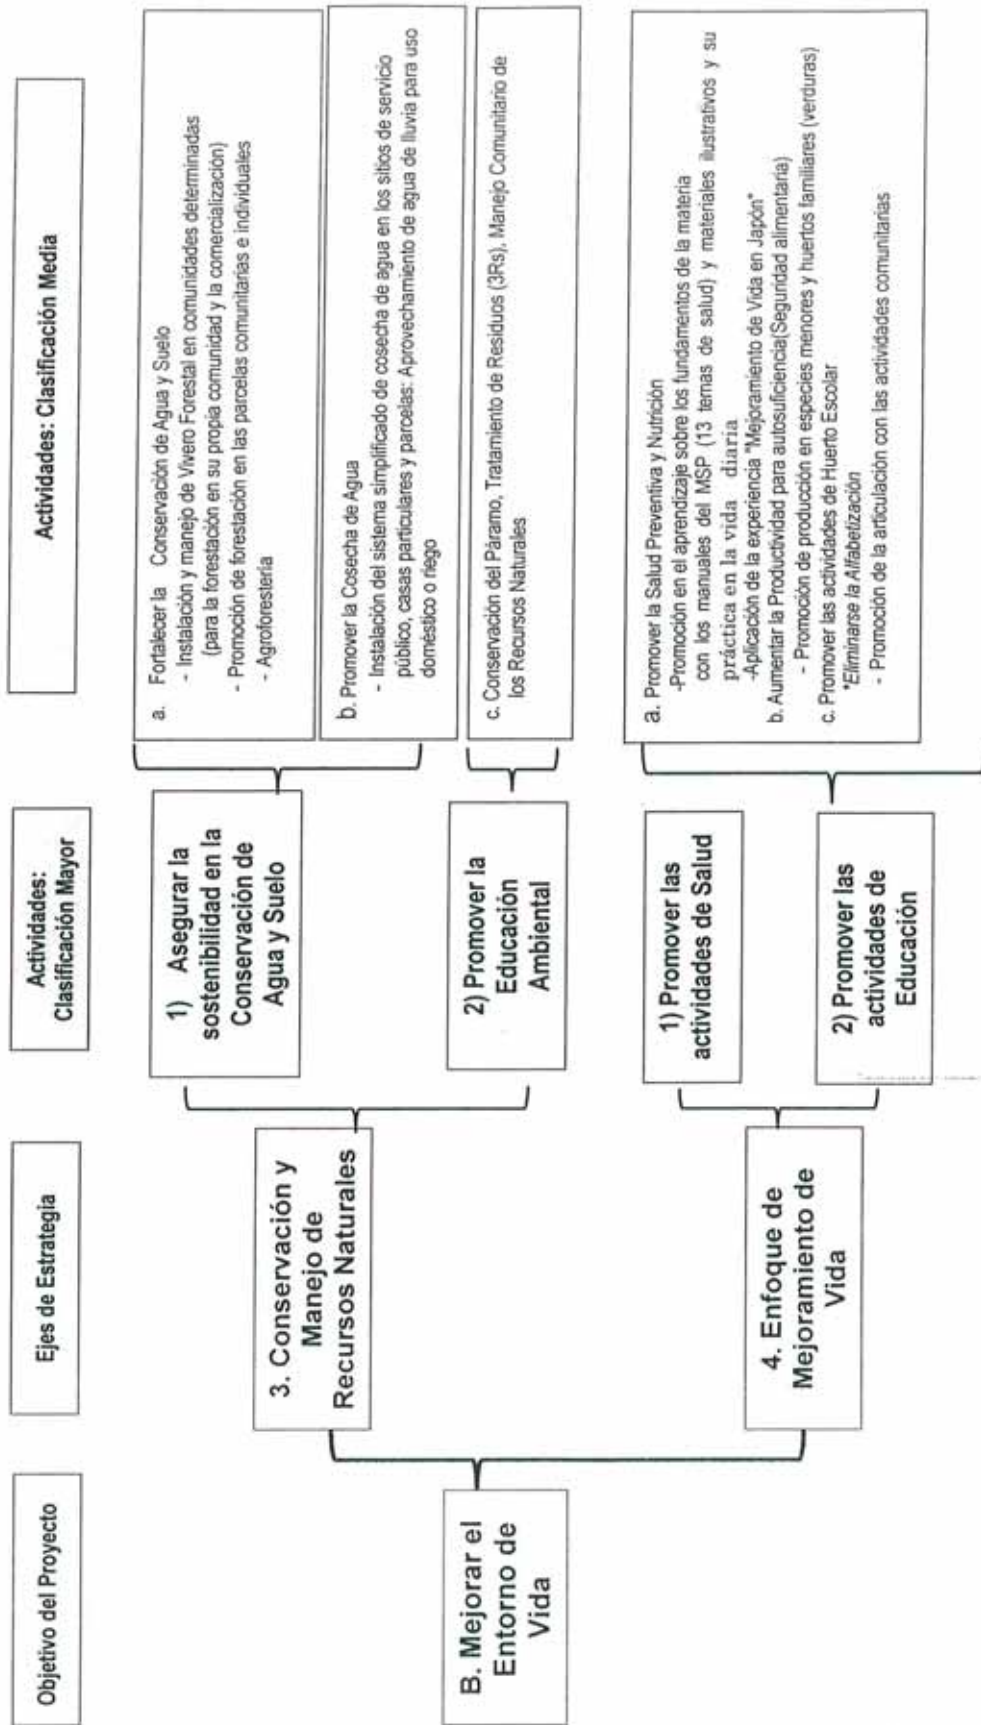 Objetivo del Proyecto
Ejes de Estrategia
Actividades:
Clasificación Mayor
Actividades: Clasificación Media
B. Mejorar el
Entorno de
Vida
3. Conservación y
Manejo de
Recursos Naturales
1) Asegurar la
sostenibilidad en la
Conservación de
Agua y Suelo
a. Fortalecer la Conservación de Agua y Suelo
- Instalación y manejo de Vivero Forestal en comunidades determinadas
(para la forestación en su propia comunidad y la comercialización)
- Promoción de forestación en las parcelas comunitarias e individuales
- Agroforestería
b. Promover la Cosecha de Agua
- Instalación del sistema simplificado de cosecha de agua en los sitios de servicio
público, casas particulares y parcelas: Aprovechamiento de agua de lluvia para uso
doméstico o riego
2) Promover la
Educación
Ambiental
c. Conservación del Páramo, Tratamiento de Residuos (3Rs), Manejo Comunitario de
los Recursos Naturales
4. Enfoque de
Mejoramiento de
Vida
1) Promover las
actividades de Salud
2) Promover las
actividades de
Educación
a. Promover la Salud Preventiva y Nutrición
-Promoción en el aprendizaje sobre los fundamentos de la materia
con los manuales del MSP (13 temas de salud) y materiales ilustrativos y su
práctica en la vida diaria
-Aplicación de la experiencia "Mejoramiento de Vida en Japón"
b. Aumentar la Productividad para autosuficiencia(Seguridad alimentaria)
- Promoción de producción en especies menores y huertos familiares (verduras)
c. Promover las actividades de Huerto Escolar
*Eliminarse la Alfabetización
- Promoción de la articulación con las actividades comunitarias